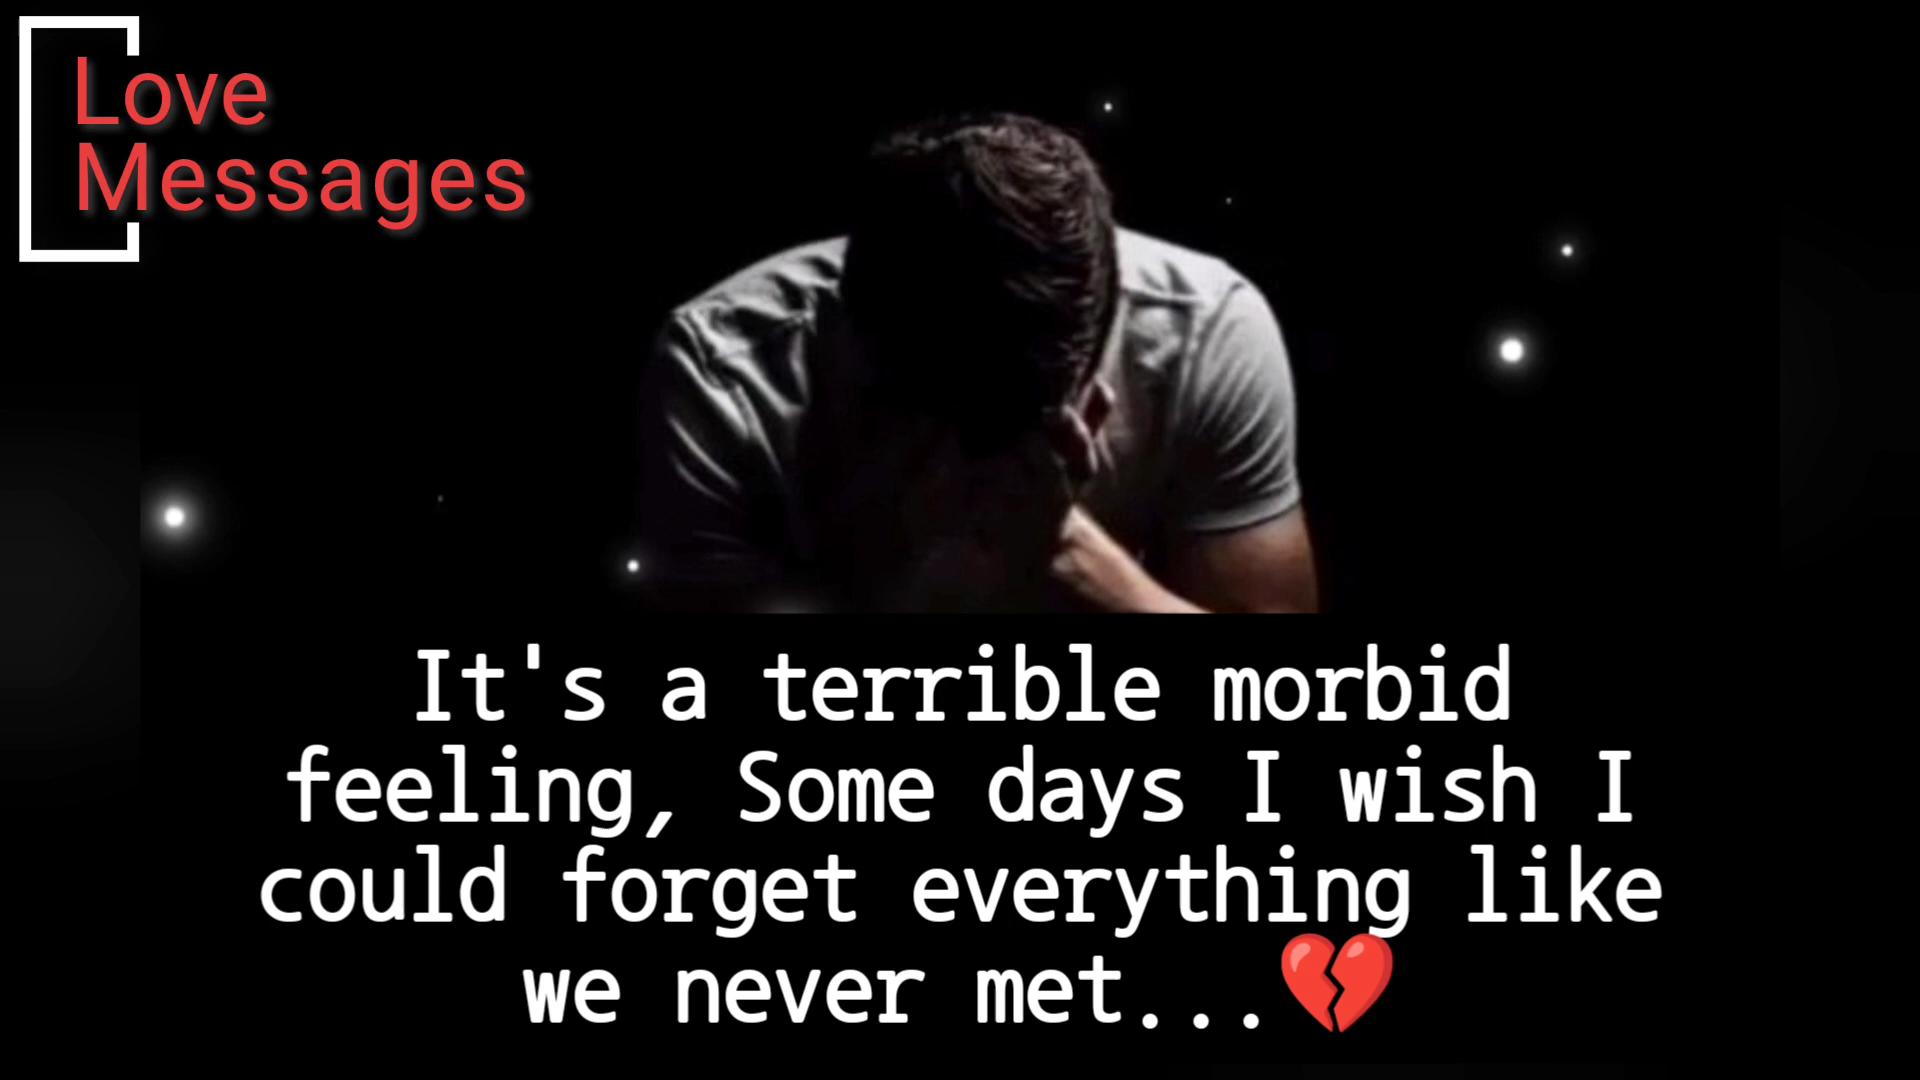 Love
Messages
It's a terrible morbid
feeling, Some days I wish I
could forget everything like
we never met...💔